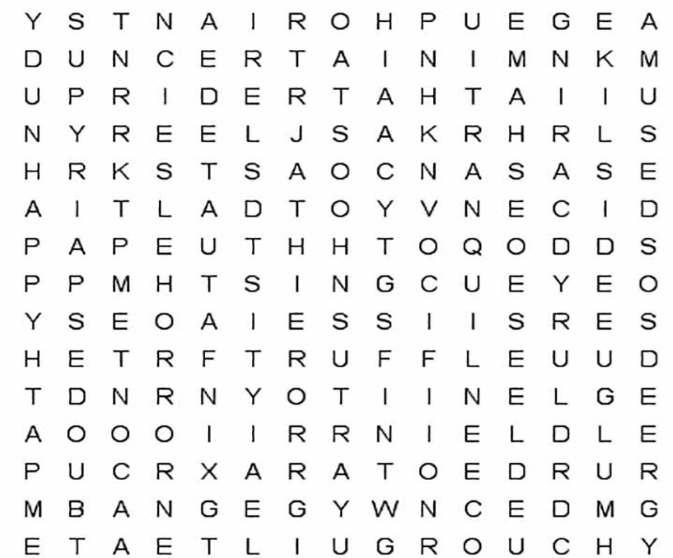 Y S T N A I R O H P U E G E A
D U N C E R T A I N I M N K M
U P R I D E R T A H T A I I U
N Y R E E L J S A K R H R L S
H R K S T S A O C N A S A S E
A I T L A D T O Y V N E C I D
P A P E U T H H T O Q O D D S
P P M H T S I N G C U E Y E O
Y S E O A I E S S I I S R E S
H E T R F T R U F F L E U U D
T D N R N Y O T I I N E L G E
A O O O I I R R N I E L D L E
P U C R X A R A T O E D R U R
M B A N G E G Y W N C E D M G
E T A E T L I U G R O U C H Y